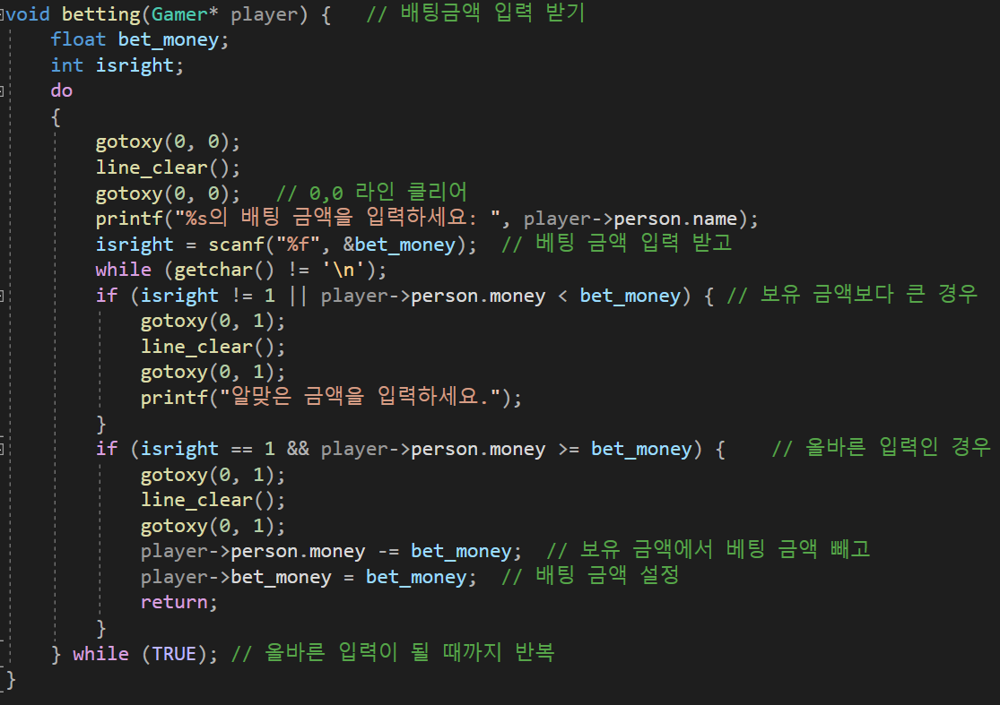 void betting(Gamer* player) {   // 배팅금액 입력 받기
    float bet_money;
    int isright;
    do
    {
        gotoxy(0, 0);
        line_clear();
        gotoxy(0, 0);   // 0,0 라인 클리어
        printf("%s의 배팅 금액을 입력하세요: ", player->person.name);
        isright = scanf("%f", &bet_money);  // 베팅 금액 입력 받고
        while (getchar() != '\n');
        if (isright != 1 || player->person.money < bet_money) { // 보유 금액보다 큰 경우
            gotoxy(0, 1);
            line_clear();
            gotoxy(0, 1);
            printf("알맞은 금액을 입력하세요.");
        }
        if (isright == 1 && player->person.money >= bet_money) {    // 올바른 입력인 경우
            gotoxy(0, 1);
            line_clear();
            gotoxy(0, 1);
            player->person.money -= bet_money;  // 보유 금액에서 베팅 금액 빼고
            player->bet_money = bet_money;  // 배팅 금액 설정
            return;
        }
    } while (TRUE); // 올바른 입력이 될 때까지 반복
}